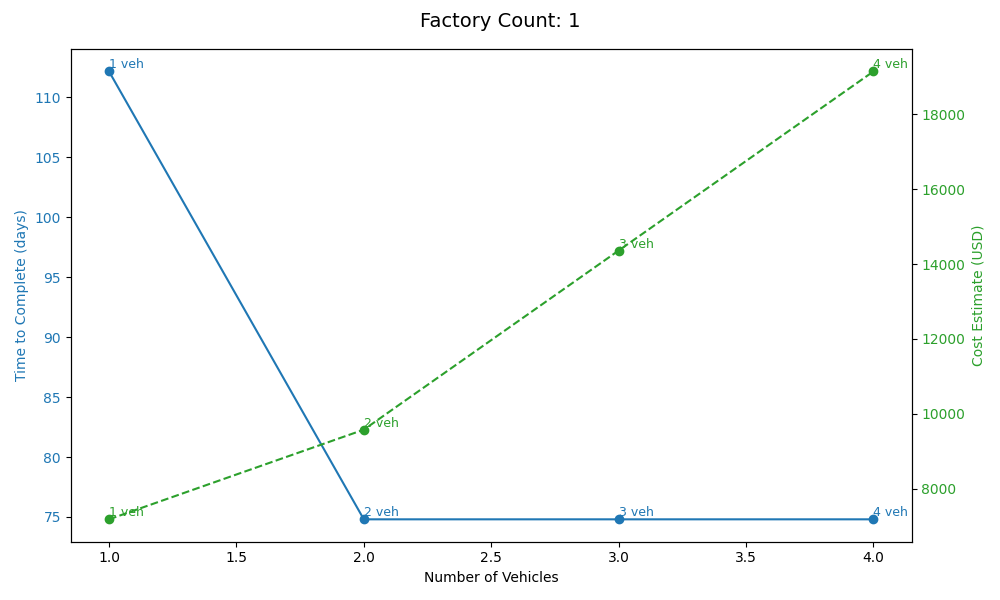 Factory Count: 1
Time to Complete (days)
110
105
100
95
90
85
80
75
1 veh
2 veh
3 veh
4 veh
1 veh
2 veh
3 veh
4 veh
18000
16000
14000
12000
10000
8000
Cost Estimate (USD)
1.0 1.5 2.0 2.5 3.0 3.5 4.0
Number of Vehicles